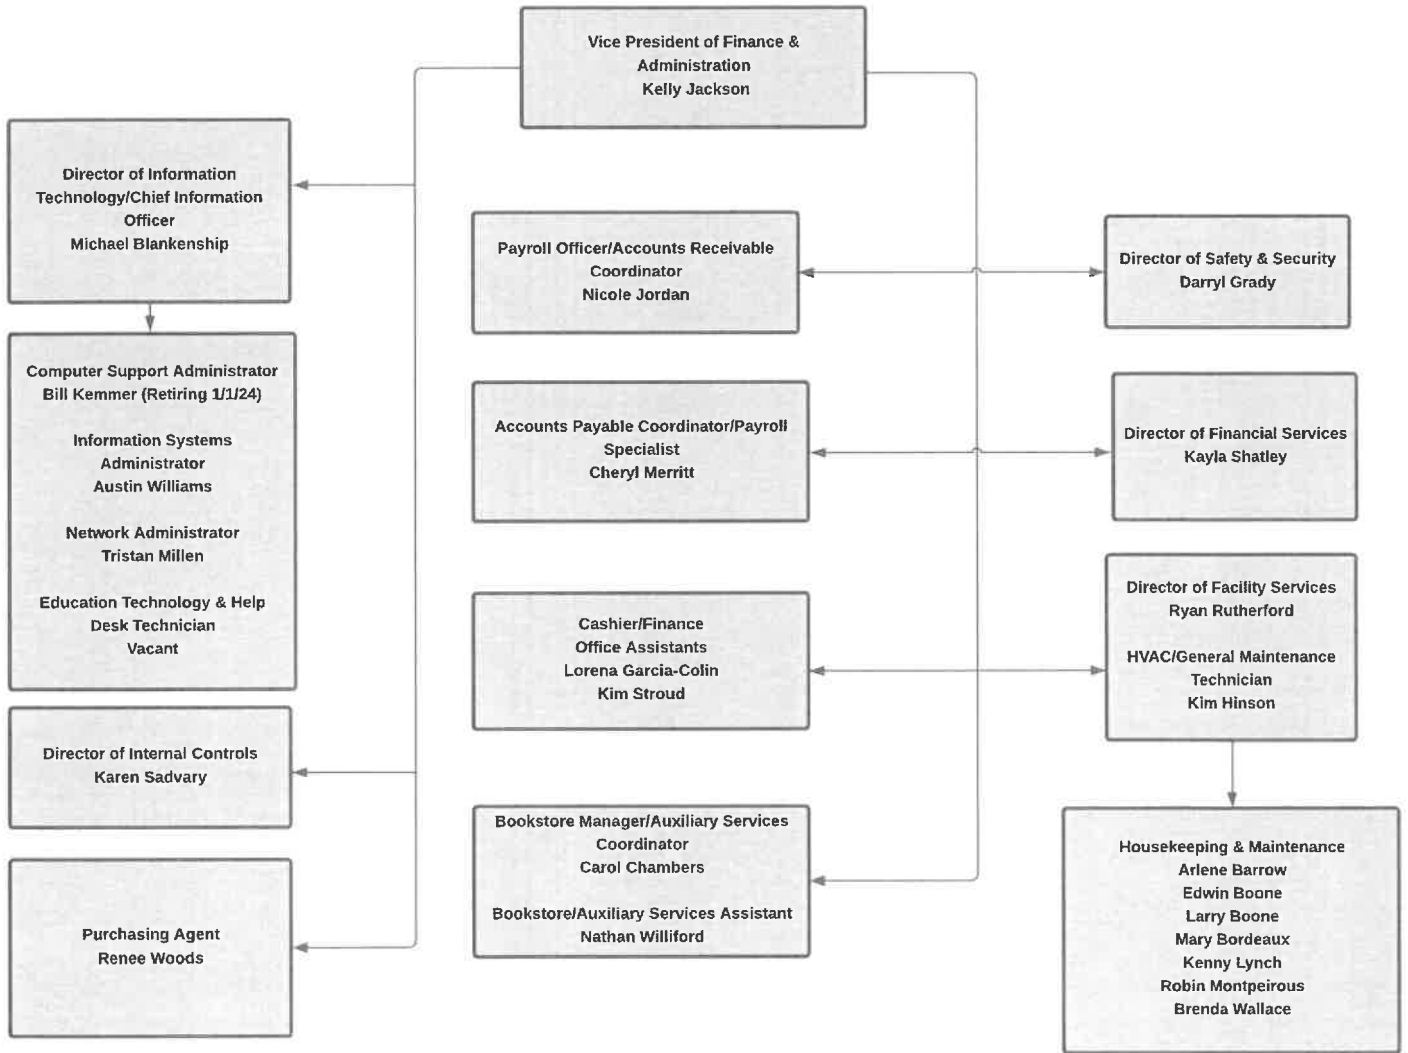 Vice President of Finance &
Administration
Kelly Jackson
Director of Information
Technology/Chief Information
Officer
Michael Blankenship
Computer Support Administrator
Bill Kemmer (Retiring 1/1/24)
Information Systems
Administrator
Austin Williams
Network Administrator
Tristan Millen
Education Technology & Help
Desk Technician
Vacant
Director of Internal Controls
Karen Sadvary
Purchasing Agent
Renee Woods
Payroll Officer/Accounts Receivable
Coordinator
Nicole Jordan
Accounts Payable Coordinator/Payroll
Specialist
Cheryl Merritt
Cashier/Finance
Office Assistants
Lorena Garcia-Colin
Kim Stroud
Bookstore Manager/Auxiliary Services
Coordinator
Carol Chambers
Bookstore/Auxiliary Services Assistant
Nathan Williford
Director of Safety & Security
Darryl Grady
Director of Financial Services
Kayla Shatley
Director of Facility Services
Ryan Rutherford
HVAC/General Maintenance
Technician
Kim Hinson
Housekeeping & Maintenance
Arlene Barrow
Edwin Boone
Larry Boone
Mary Bordeaux
Kenny Lynch
Robin Montpeirous
Brenda Wallace